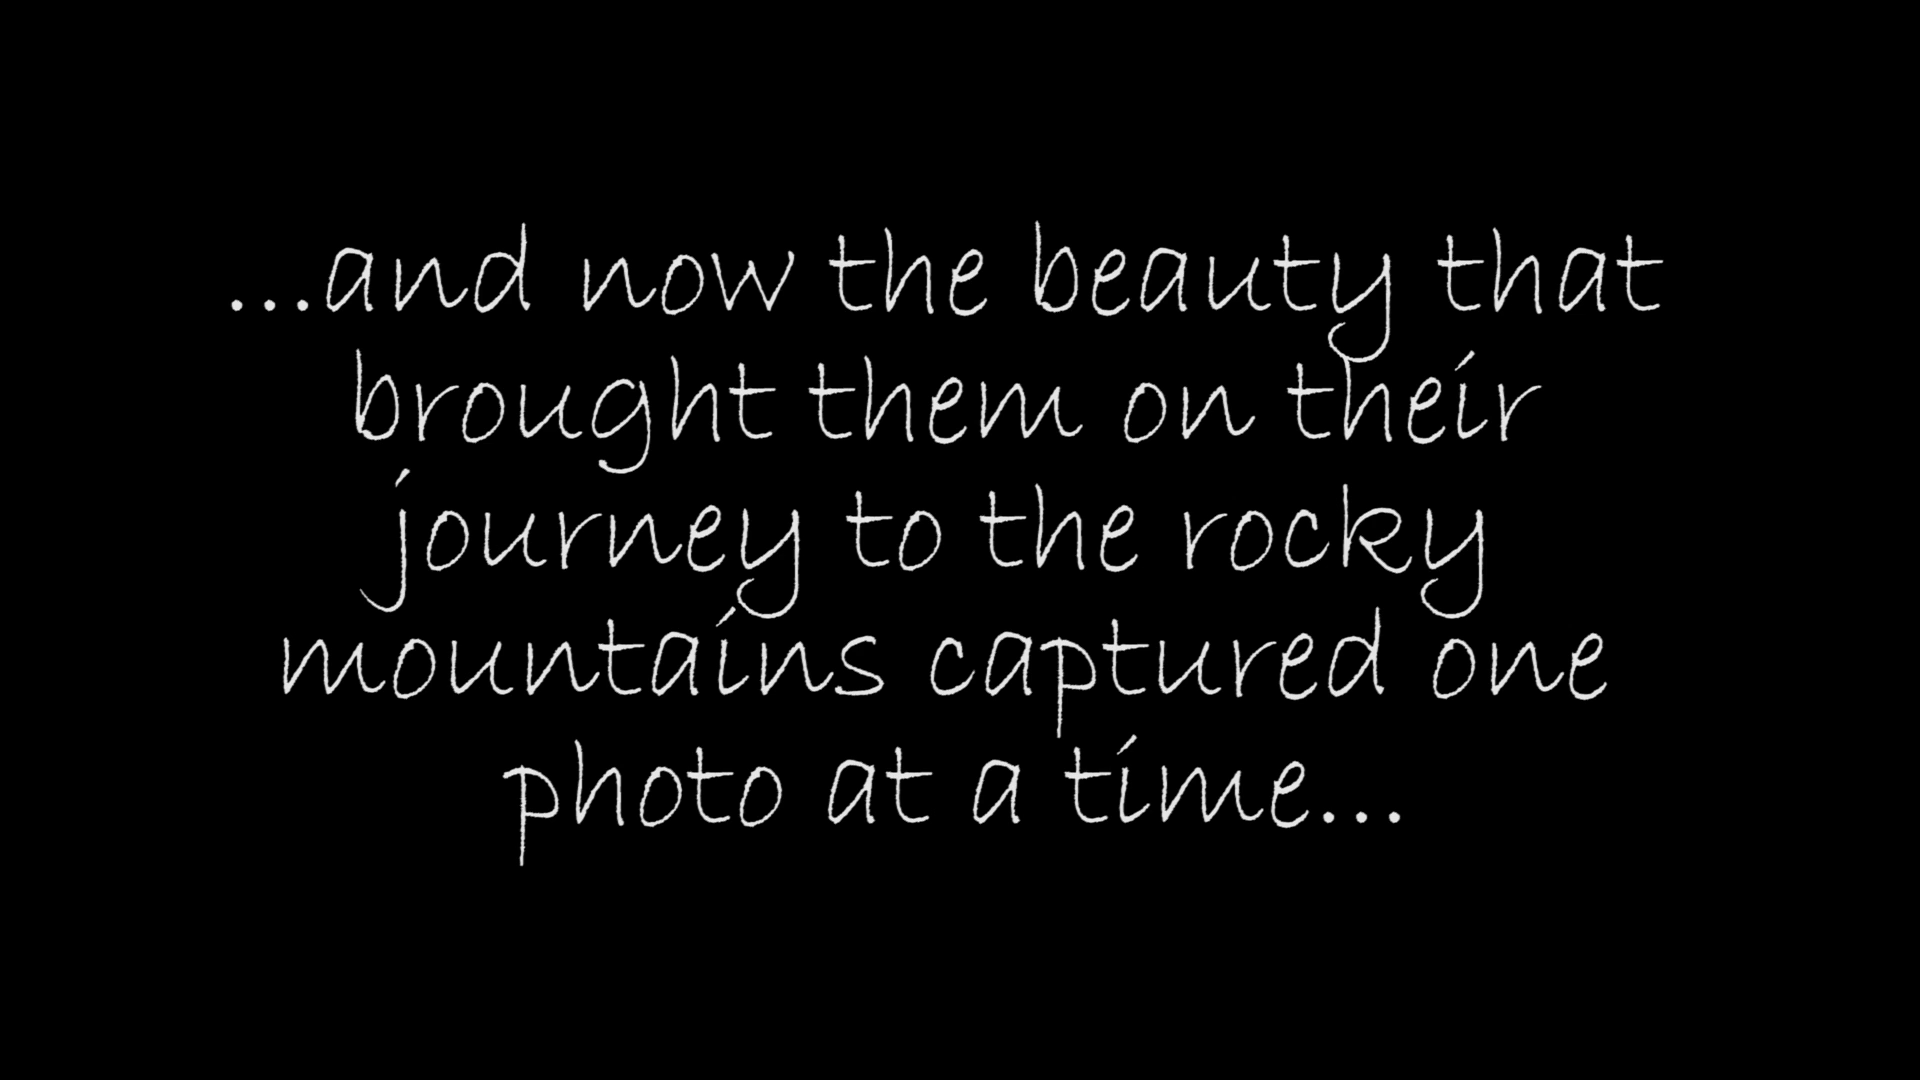 ...and now the beauty that
brought them on their
journey to the rocky
mountains captured one
photo at a time...